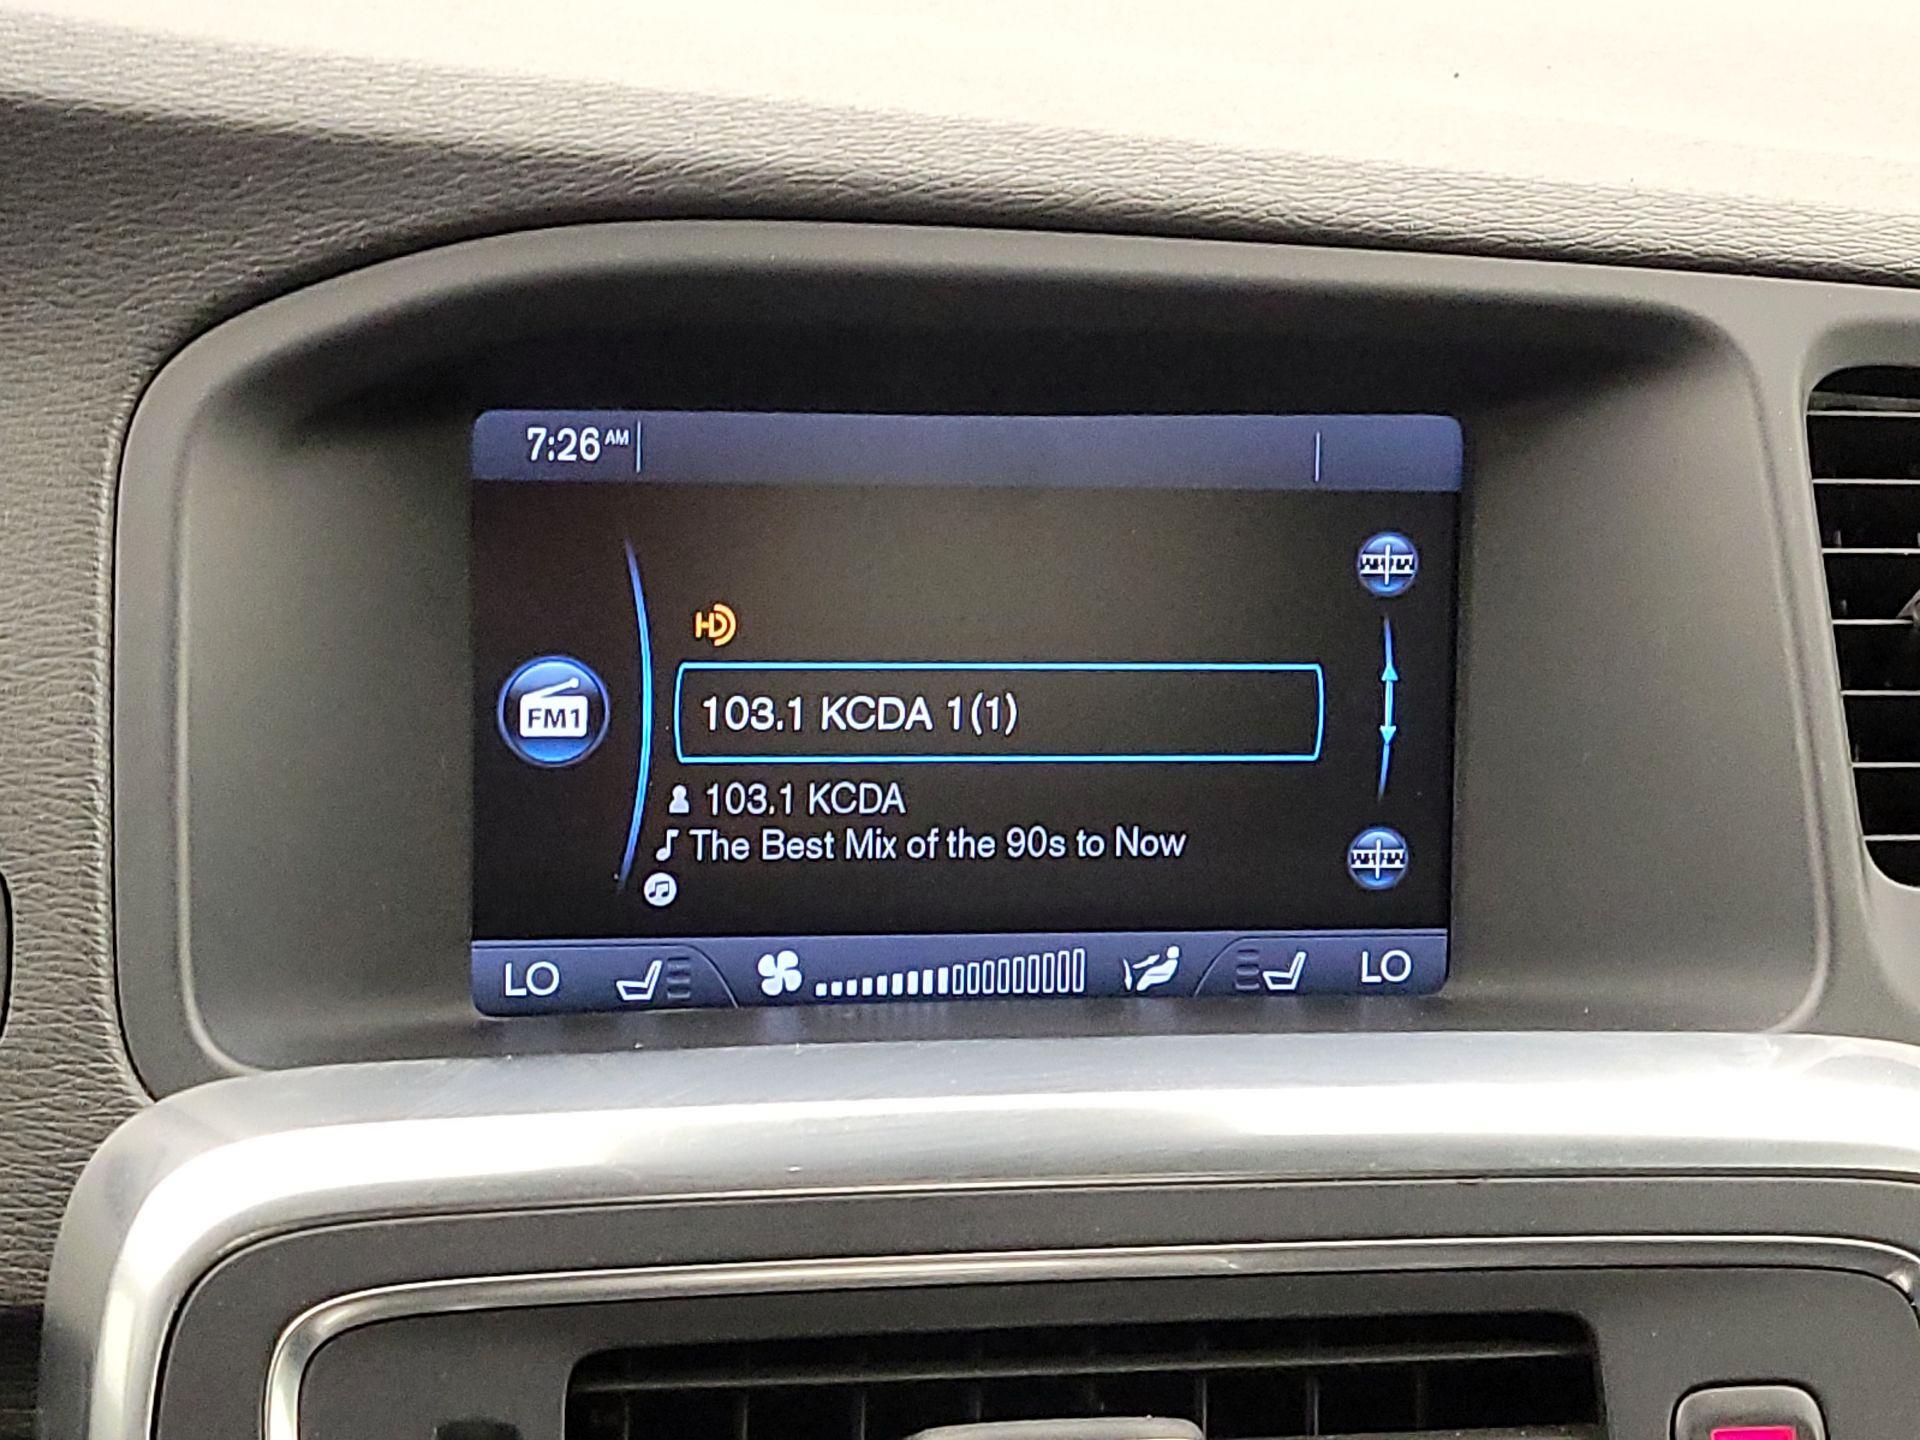 7:26 AM
HD
FM1
103.1 KCDA 1(1)
103.1 KCDA
The Best Mix of the 90s to Now
LO LO